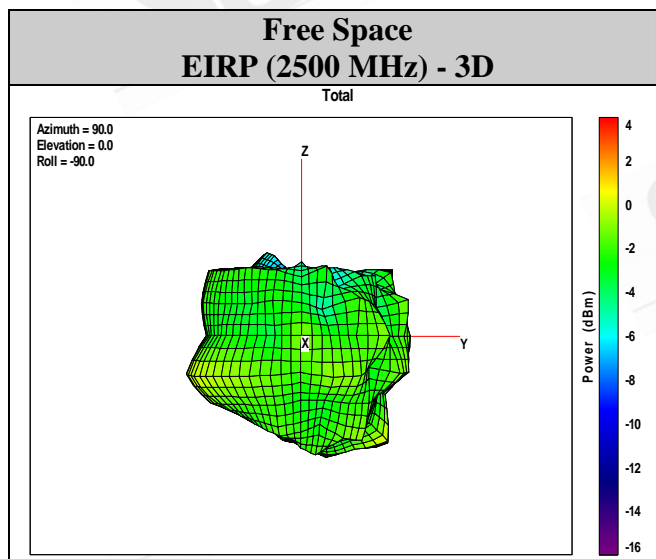 Free Space
EIRP (2500 MHz) - 3D
Total
Azimuth = 90.0
Elevation = 0.0
Roll = -90.0
Z
X
Y
4
2
0
-2
-4
-6
-8
-10
-12
-14
-16
Power (dBm)